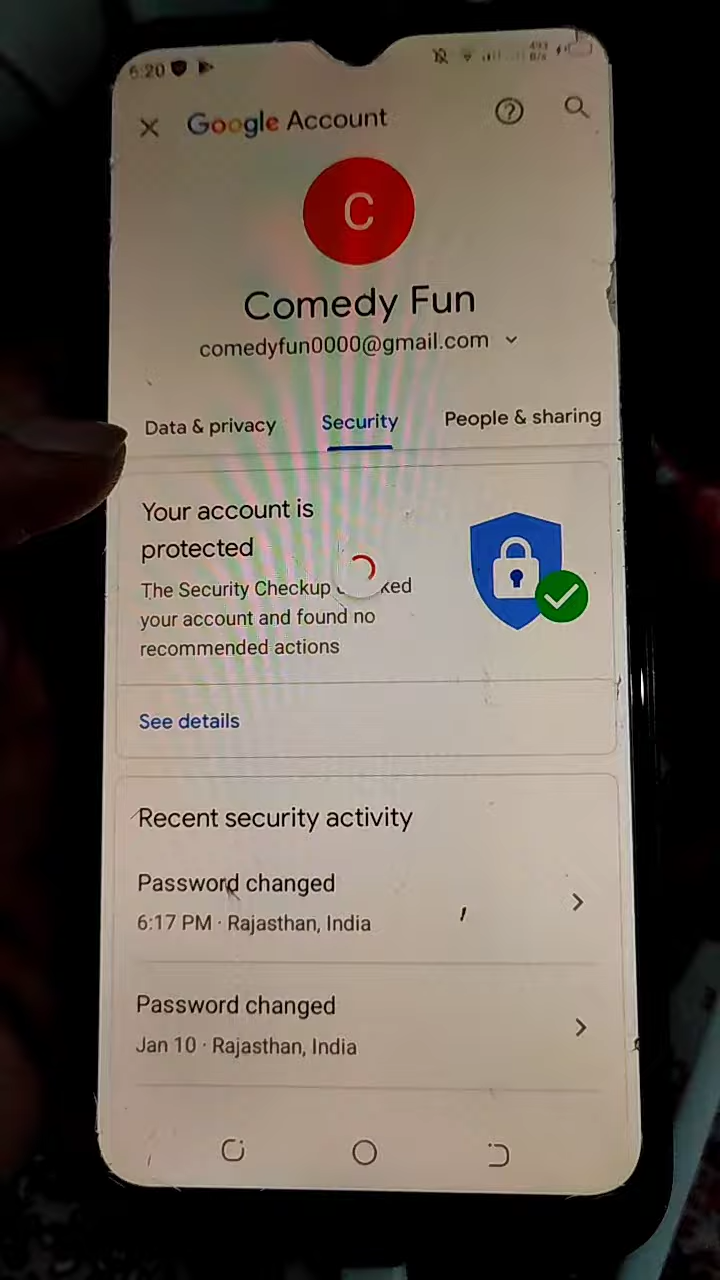 6:20
Google Account
C
Comedy Fun
comedyfun0000@gmail.com
Data & privacy Security People & sharing
Your account is
protected
The Security Checkup
your account and found no
recommended actions
See details
Recent security activity
Password changed
6:17 PM · Rajasthan, India
Password changed
Jan 10 · Rajasthan, India